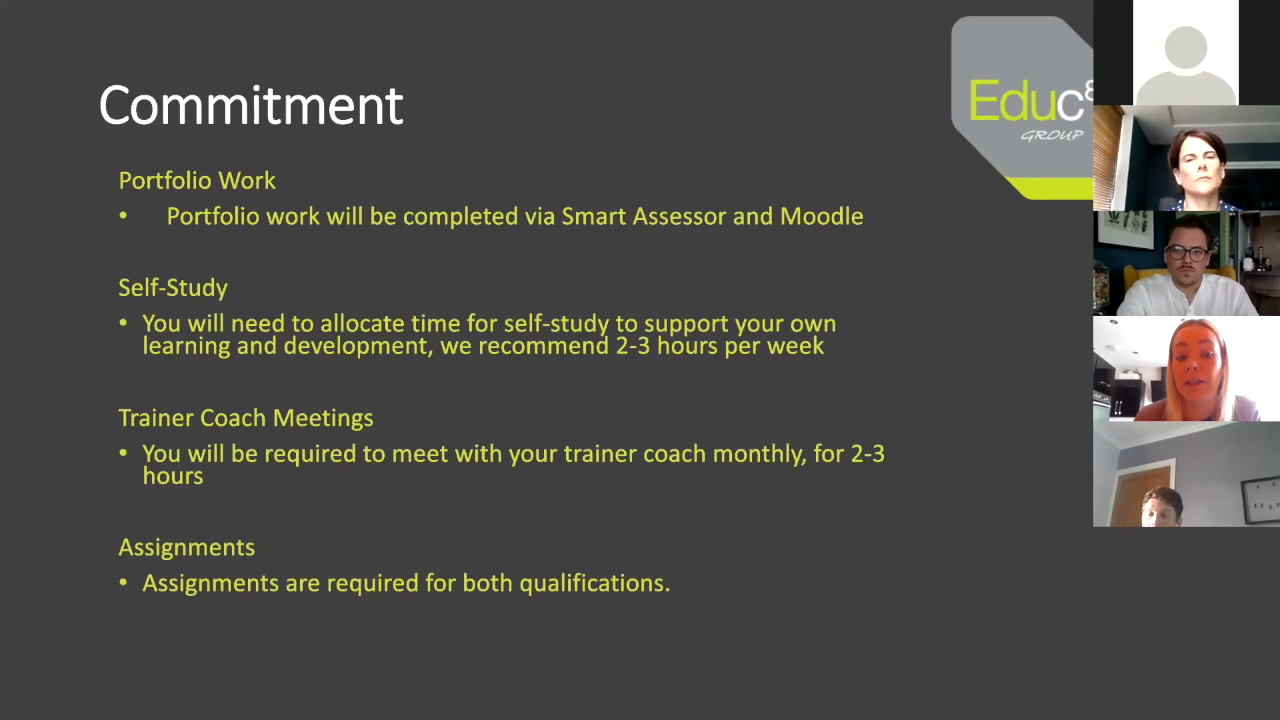 Commitment
Educ8
GROUP
Portfolio Work
• Portfolio work will be completed via Smart Assessor and Moodle
Self-Study
• You will need to allocate time for self-study to support your own
learning and development, we recommend 2-3 hours per week
Trainer Coach Meetings
• You will be required to meet with your trainer coach monthly, for 2-3
hours
Assignments
• Assignments are required for both qualifications.